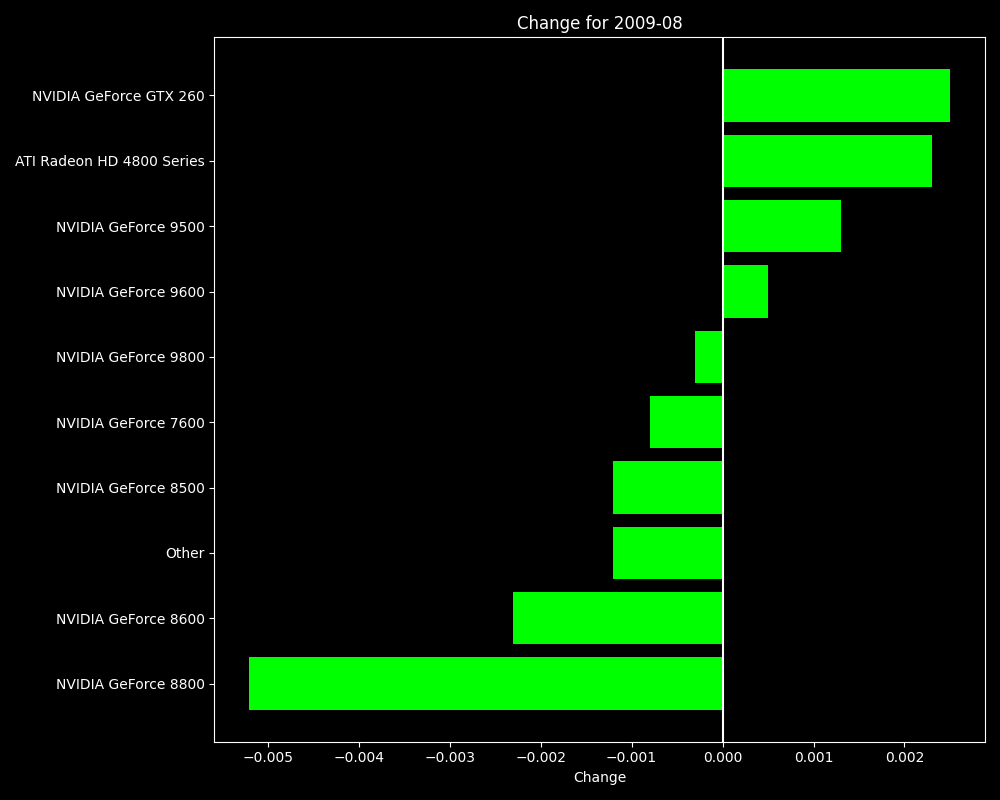 Change for 2009-08
NVIDIA GeForce GTX 260
ATI Radeon HD 4800 Series
NVIDIA GeForce 9500
NVIDIA GeForce 9600
NVIDIA GeForce 9800
NVIDIA GeForce 7600
NVIDIA GeForce 8500
Other
NVIDIA GeForce 8600
NVIDIA GeForce 8800
−0.005 −0.004 −0.003 −0.002 −0.001 0.000 0.001 0.002
Change